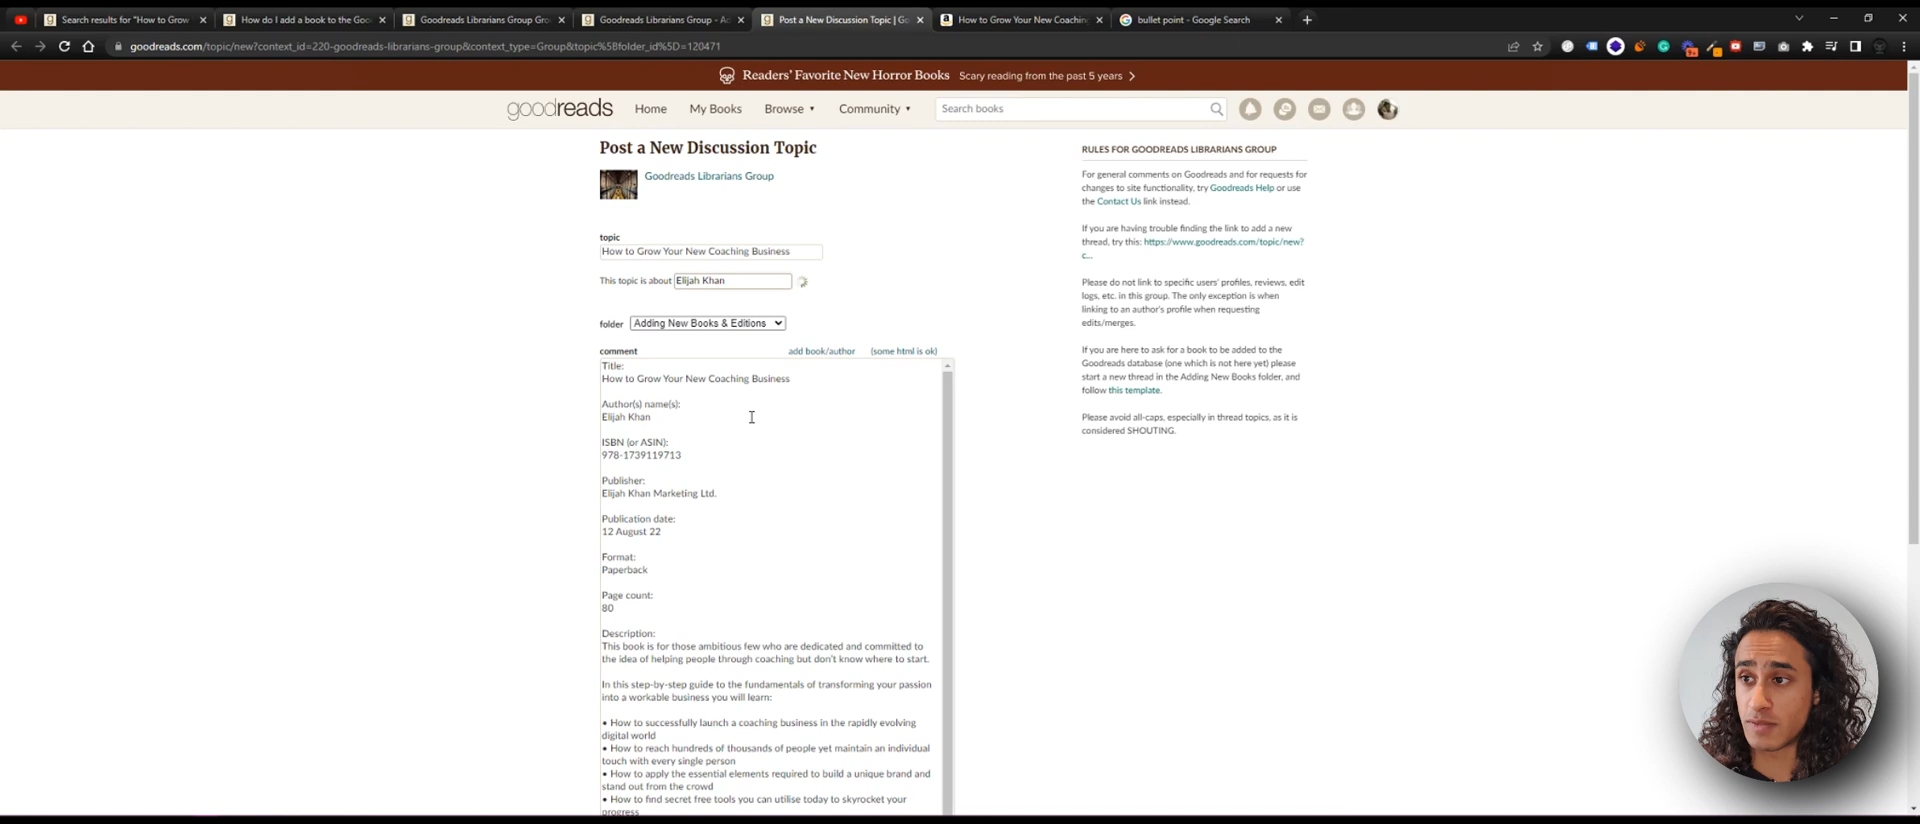 Search results for "How to Grow
How do I add a book to the Goo
Goodreads Librarians Group Gro
Goodreads Librarians Group - Ad
Post a New Discussion Topic | Go
How to Grow Your New Coaching
bullet point - Google Search
goodreads.com/topic/new?context_id=220-goodreads-librarians-group&context_type=Group&topic%5Bfolder_id%5D=120471
Readers' Favorite New Horror Books Scary reading from the past 5 years
goodreads Home My Books Browse Community Search books
Post a New Discussion Topic
Goodreads Librarians Group
topic
How to Grow Your New Coaching Business
This topic is about Elijah Khan
folder Adding New Books & Editions
comment add book/author (some html is ok)
Title:
How to Grow Your New Coaching Business
Author(s) name(s):
Elijah Khan
ISBN (or ASIN):
978-1739119713
Publisher:
Elijah Khan Marketing Ltd.
Publication date:
12 August 22
Format:
Paperback
Page count:
80
Description:
This book is for those ambitious few who are dedicated and committed to
the idea of helping people through coaching but don't know where to start.
In this step-by-step guide to the fundamentals of transforming your passion
into a workable business you will learn:
• How to successfully launch a coaching business in the rapidly evolving
digital world
• How to reach hundreds of thousands of people yet maintain an individual
touch with every single person
• How to apply the essential elements required to build a unique brand and
stand out from the crowd
• How to find secret free tools you can utilise today to skyrocket your
progress
RULES FOR GOODREADS LIBRARIANS GROUP
For general comments on Goodreads and for requests for
changes to site functionality, try Goodreads Help or use
the Contact Us link instead.
If you are having trouble finding the link to add a new
thread, try this: https://www.goodreads.com/topic/new?
c...
Please do not link to specific users' profiles, reviews, edit
logs, etc. in this group. The only exception is when
linking to an author's profile when requesting
edits/merges.
If you are here to ask for a book to be added to the
Goodreads database (one which is not here yet) please
start a new thread in the Adding New Books folder, and
follow this template.
Please avoid all-caps, especially in thread topics, as it is
considered SHOUTING.